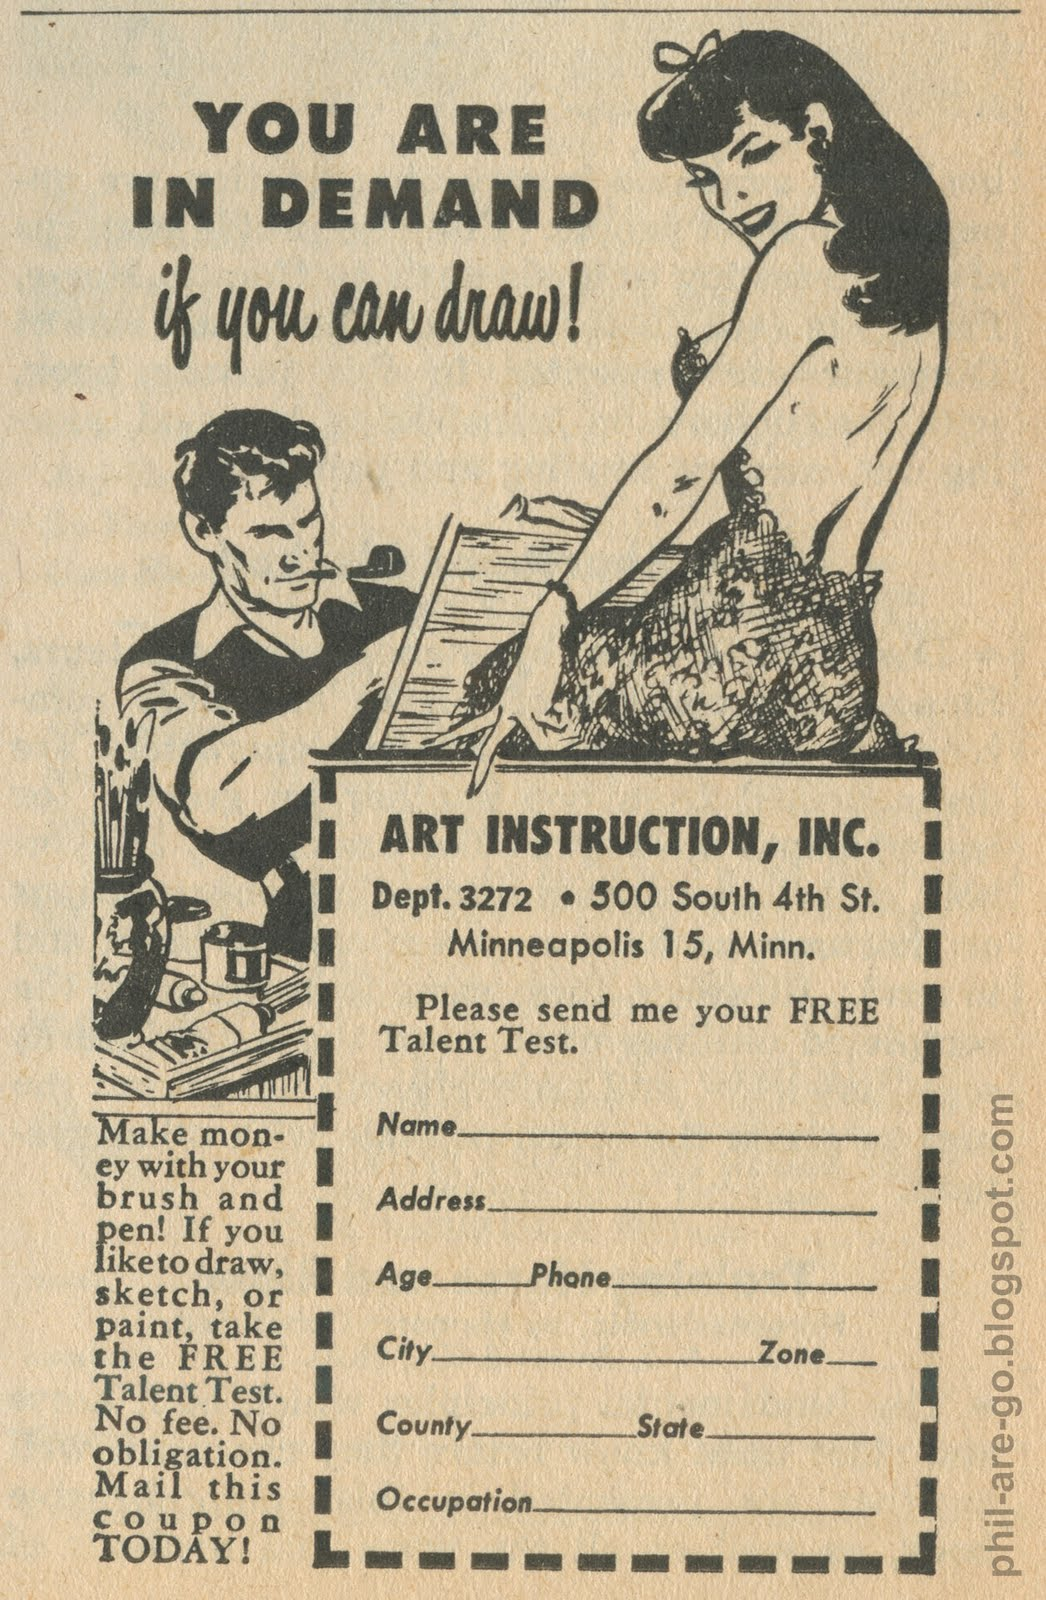 YOU ARE
IN DEMAND
if you can draw!
ART INSTRUCTION, INC.
Dept. 3272 • 500 South 4th St.
Minneapolis 15, Minn.
Please send me your FREE
Talent Test.
Name
Address
Age Phone
City Zone
County State
Occupation
Make mon-
ey with your
brush and
pen! If you
like to draw,
sketch, or
paint, take
the FREE
Talent Test.
No fee. No
obligation.
Mail this
coupon
TODAY!
phil-are-go.blogspot.com